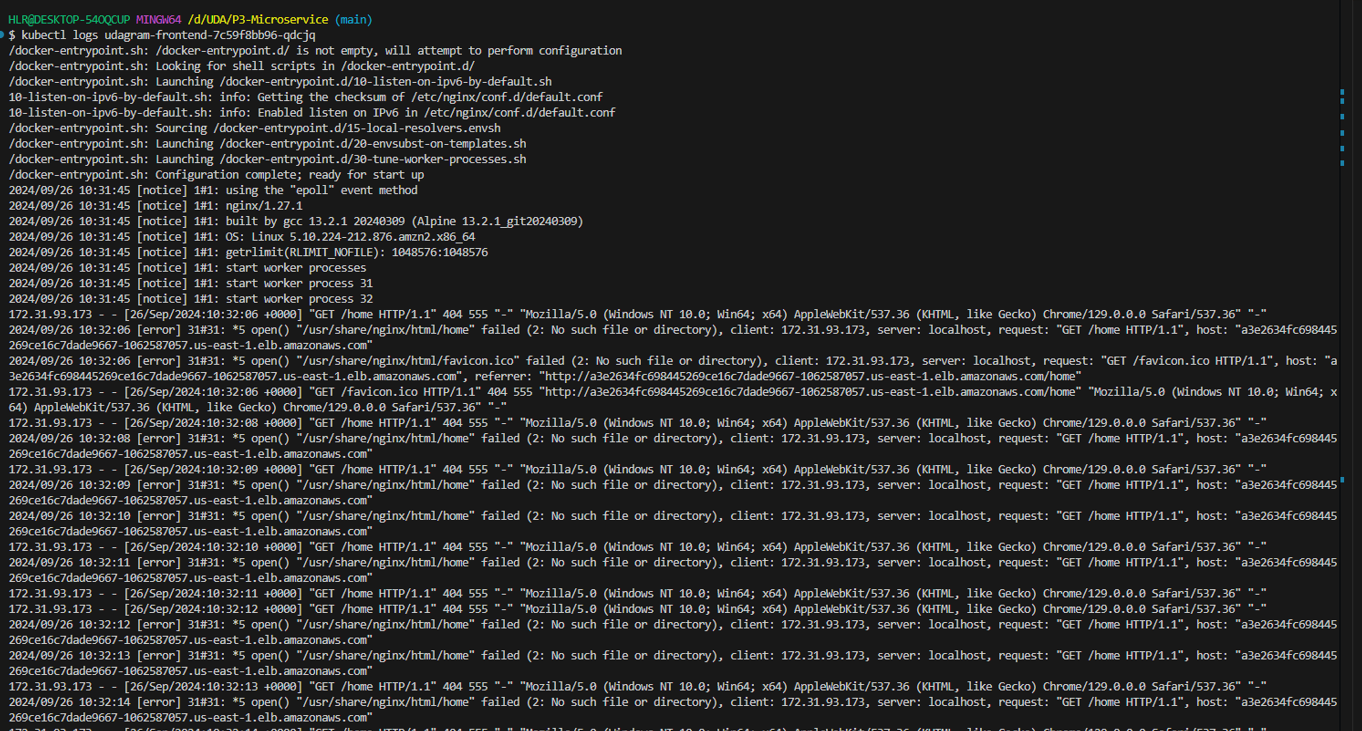 HLR@DESKTOP-54OQCUP MINGW64 /d/UDA/P3-Microservice (main)
$ kubectl logs udagram-frontend-7c59f8bb96-qdcjq
/docker-entrypoint.sh: /docker-entrypoint.d/ is not empty, will attempt to perform configuration
/docker-entrypoint.sh: Looking for shell scripts in /docker-entrypoint.d/
/docker-entrypoint.sh: Launching /docker-entrypoint.d/10-listen-on-ipv6-by-default.sh
10-listen-on-ipv6-by-default.sh: info: Getting the checksum of /etc/nginx/conf.d/default.conf
10-listen-on-ipv6-by-default.sh: info: Enabled listen on IPv6 in /etc/nginx/conf.d/default.conf
/docker-entrypoint.sh: Sourcing /docker-entrypoint.d/15-local-resolvers.envsh
/docker-entrypoint.sh: Launching /docker-entrypoint.d/20-envsubst-on-templates.sh
/docker-entrypoint.sh: Launching /docker-entrypoint.d/30-tune-worker-processes.sh
/docker-entrypoint.sh: Configuration complete; ready for start up
2024/09/26 10:31:45 [notice] 1#1: using the "epoll" event method
2024/09/26 10:31:45 [notice] 1#1: nginx/1.27.1
2024/09/26 10:31:45 [notice] 1#1: built by gcc 13.2.1 20240309 (Alpine 13.2.1_git20240309)
2024/09/26 10:31:45 [notice] 1#1: OS: Linux 5.10.224-212.876.amzn2.x86_64
2024/09/26 10:31:45 [notice] 1#1: getrlimit(RLIMIT_NOFILE): 1048576:1048576
2024/09/26 10:31:45 [notice] 1#1: start worker processes
2024/09/26 10:31:45 [notice] 1#1: start worker process 31
2024/09/26 10:31:45 [notice] 1#1: start worker process 32
172.31.93.173 - - [26/Sep/2024:10:32:06 +0000] "GET /home HTTP/1.1" 404 555 "-" "Mozilla/5.0 (Windows NT 10.0; Win64; x64) AppleWebKit/537.36 (KHTML, like Gecko) Chrome/129.0.0.0 Safari/537.36" "-"
2024/09/26 10:32:06 [error] 31#31: *5 open() "/usr/share/nginx/html/home" failed (2: No such file or directory), client: 172.31.93.173, server: localhost, request: "GET /home HTTP/1.1", host: "a3e2634fc698445
269ce16c7dade9667-1062587057.us-east-1.elb.amazonaws.com"
2024/09/26 10:32:06 [error] 31#31: *5 open() "/usr/share/nginx/html/favicon.ico" failed (2: No such file or directory), client: 172.31.93.173, server: localhost, request: "GET /favicon.ico HTTP/1.1", host: "a
3e2634fc698445269ce16c7dade9667-1062587057.us-east-1.elb.amazonaws.com", referrer: "http://a3e2634fc698445269ce16c7dade9667-1062587057.us-east-1.elb.amazonaws.com/home"
172.31.93.173 - - [26/Sep/2024:10:32:06 +0000] "GET /favicon.ico HTTP/1.1" 404 555 "http://a3e2634fc698445269ce16c7dade9667-1062587057.us-east-1.elb.amazonaws.com/home" "Mozilla/5.0 (Windows NT 10.0; Win64; x
64) AppleWebKit/537.36 (KHTML, like Gecko) Chrome/129.0.0.0 Safari/537.36" "-"
172.31.93.173 - - [26/Sep/2024:10:32:08 +0000] "GET /home HTTP/1.1" 404 555 "-" "Mozilla/5.0 (Windows NT 10.0; Win64; x64) AppleWebKit/537.36 (KHTML, like Gecko) Chrome/129.0.0.0 Safari/537.36" "-"
2024/09/26 10:32:08 [error] 31#31: *5 open() "/usr/share/nginx/html/home" failed (2: No such file or directory), client: 172.31.93.173, server: localhost, request: "GET /home HTTP/1.1", host: "a3e2634fc698445
269ce16c7dade9667-1062587057.us-east-1.elb.amazonaws.com"
172.31.93.173 - - [26/Sep/2024:10:32:09 +0000] "GET /home HTTP/1.1" 404 555 "-" "Mozilla/5.0 (Windows NT 10.0; Win64; x64) AppleWebKit/537.36 (KHTML, like Gecko) Chrome/129.0.0.0 Safari/537.36" "-"
2024/09/26 10:32:09 [error] 31#31: *5 open() "/usr/share/nginx/html/home" failed (2: No such file or directory), client: 172.31.93.173, server: localhost, request: "GET /home HTTP/1.1", host: "a3e2634fc698445
269ce16c7dade9667-1062587057.us-east-1.elb.amazonaws.com"
2024/09/26 10:32:10 [error] 31#31: *5 open() "/usr/share/nginx/html/home" failed (2: No such file or directory), client: 172.31.93.173, server: localhost, request: "GET /home HTTP/1.1", host: "a3e2634fc698445
269ce16c7dade9667-1062587057.us-east-1.elb.amazonaws.com"
172.31.93.173 - - [26/Sep/2024:10:32:10 +0000] "GET /home HTTP/1.1" 404 555 "-" "Mozilla/5.0 (Windows NT 10.0; Win64; x64) AppleWebKit/537.36 (KHTML, like Gecko) Chrome/129.0.0.0 Safari/537.36" "-"
2024/09/26 10:32:11 [error] 31#31: *5 open() "/usr/share/nginx/html/home" failed (2: No such file or directory), client: 172.31.93.173, server: localhost, request: "GET /home HTTP/1.1", host: "a3e2634fc698445
269ce16c7dade9667-1062587057.us-east-1.elb.amazonaws.com"
172.31.93.173 - - [26/Sep/2024:10:32:11 +0000] "GET /home HTTP/1.1" 404 555 "-" "Mozilla/5.0 (Windows NT 10.0; Win64; x64) AppleWebKit/537.36 (KHTML, like Gecko) Chrome/129.0.0.0 Safari/537.36" "-"
172.31.93.173 - - [26/Sep/2024:10:32:12 +0000] "GET /home HTTP/1.1" 404 555 "-" "Mozilla/5.0 (Windows NT 10.0; Win64; x64) AppleWebKit/537.36 (KHTML, like Gecko) Chrome/129.0.0.0 Safari/537.36" "-"
2024/09/26 10:32:12 [error] 31#31: *5 open() "/usr/share/nginx/html/home" failed (2: No such file or directory), client: 172.31.93.173, server: localhost, request: "GET /home HTTP/1.1", host: "a3e2634fc698445
269ce16c7dade9667-1062587057.us-east-1.elb.amazonaws.com"
2024/09/26 10:32:13 [error] 31#31: *5 open() "/usr/share/nginx/html/home" failed (2: No such file or directory), client: 172.31.93.173, server: localhost, request: "GET /home HTTP/1.1", host: "a3e2634fc698445
269ce16c7dade9667-1062587057.us-east-1.elb.amazonaws.com"
172.31.93.173 - - [26/Sep/2024:10:32:13 +0000] "GET /home HTTP/1.1" 404 555 "-" "Mozilla/5.0 (Windows NT 10.0; Win64; x64) AppleWebKit/537.36 (KHTML, like Gecko) Chrome/129.0.0.0 Safari/537.36" "-"
2024/09/26 10:32:14 [error] 31#31: *5 open() "/usr/share/nginx/html/home" failed (2: No such file or directory), client: 172.31.93.173, server: localhost, request: "GET /home HTTP/1.1", host: "a3e2634fc698445
269ce16c7dade9667-1062587057.us-east-1.elb.amazonaws.com"